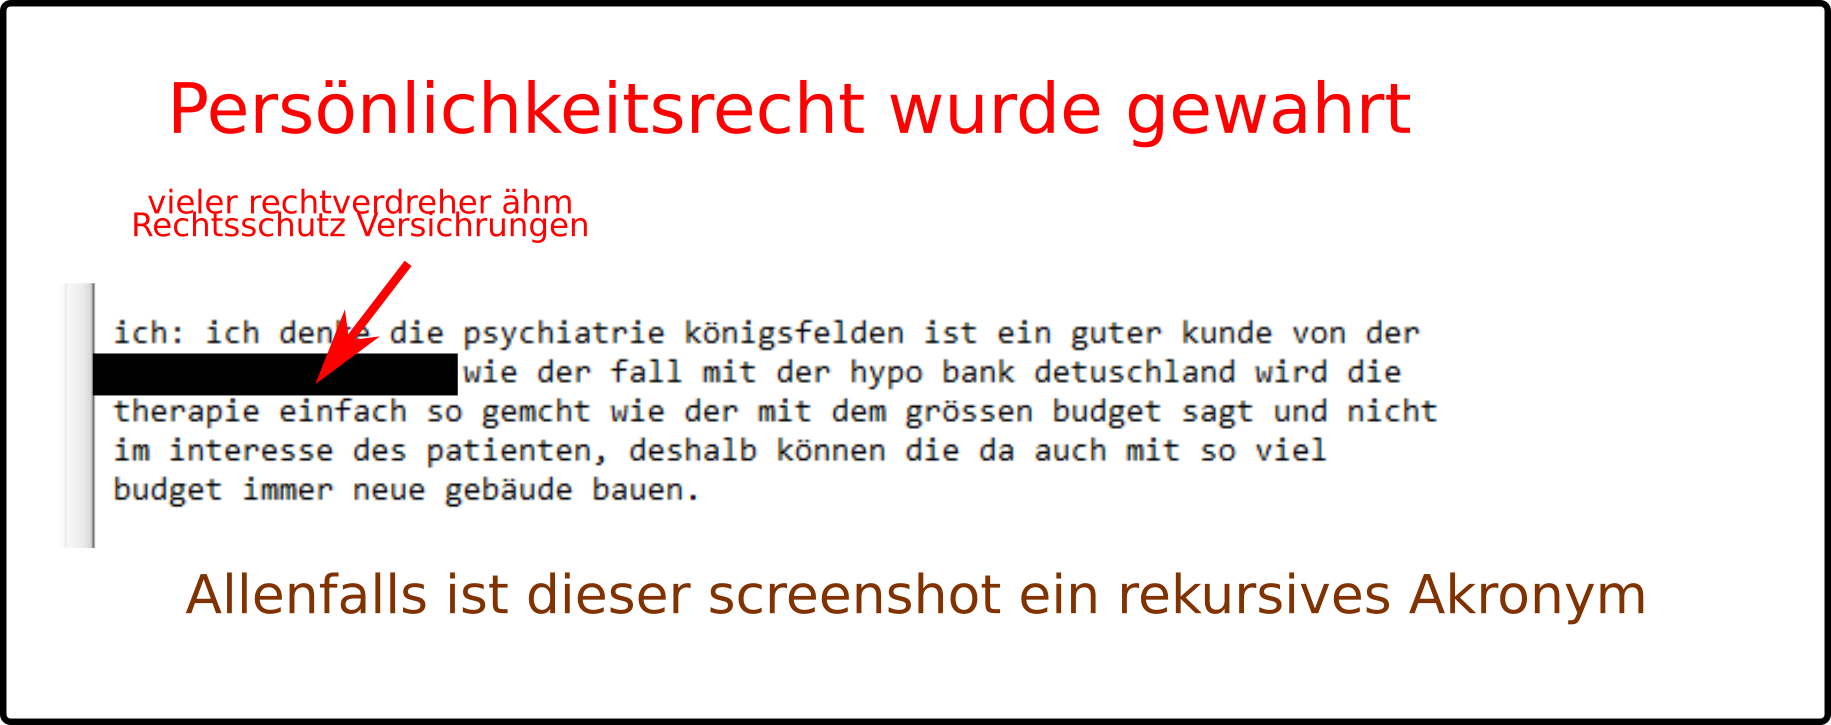 Persönlichkeitsrecht wurde gewahrt
vieler rechtverdreher ähm
Rechtsschutz Versichrungen
ich: ich denke die psychiatrie königsfelden ist ein guter kunde von der
wie der fall mit der hypo bank detuschland wird die
therapie einfach so gemcht wie der mit dem grössen budget sagt und nicht
im interesse des patienten, deshalb können die da auch mit so viel
budget immer neue gebäude bauen.
Allenfalls ist dieser screenshot ein rekursives Akronym